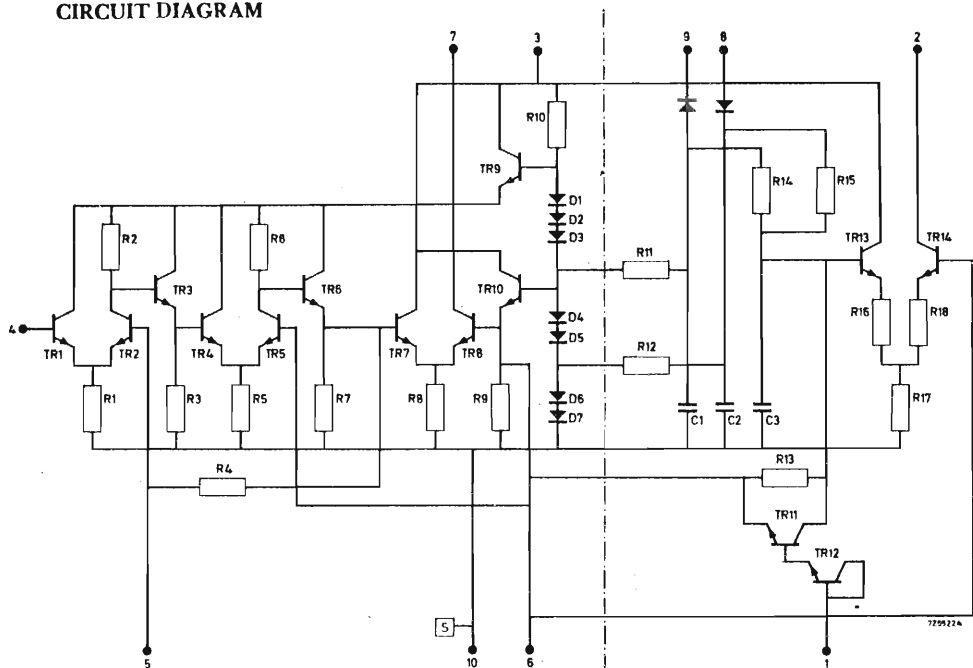 CIRCUIT DIAGRAM
7 3 9 8 2
R10
TR9
R14 R15
D1
D2
D3
R2 R6
R11
TR13 TR14
TR3 TR6 TR10
R16 R18
4
TR1 TR2 TR4 TR5 TR7 TR8
D4
D5
R12
R1 R3 R5 R7 R8 R9
D6
D7
C1 C2 C3
R17
R4
R13
TR11
TR12
S
7Z59522A
5 10 6 1